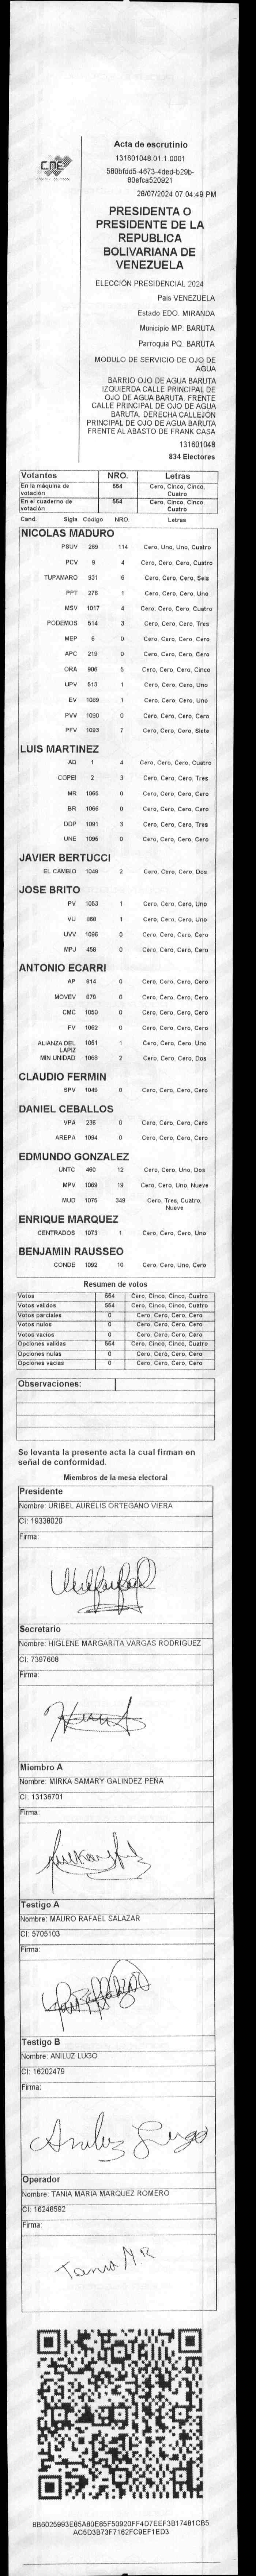 CNE
Acta de escrutinio
131601048.01.1.0001
580bfdd5-4673-4ded-b29b-
80efca520921
28/07/2024 07:04:49 PM
PRESIDENTA O
PRESIDENTE DE LA
REPUBLICA
BOLIVARIANA DE
VENEZUELA
ELECCIÓN PRESIDENCIAL 2024
Pais VENEZUELA
Estado EDO. MIRANDA
Municipio MP. BARUTA
Parroquia PQ. BARUTA
MODULO DE SERVICIO DE OJO DE
AGUA
BARRIO OJO DE AGUA BARUTA
IZQUIERDA CALLE PRINCIPAL DE
OJO DE AGUA BARUTA. FRENTE
CALLE PRINCIPAL DE OJO DE AGUA
BARUTA. DERECHA CALLEJÓN
PRINCIPAL DE OJO DE AGUA BARUTA
FRENTE AL ABASTO DE FRANK CASA
131601048
834 Electores
Votantes NRO. Letras
En la máquina de votación 554 Cero, Cinco, Cinco, Cuatro
En el cuaderno de votación 554 Cero, Cinco, Cinco, Cuatro
Cand. Sigla Código NRO. Letras
NICOLAS MADURO
PSUV 269 114 Cero, Uno, Uno, Cuatro
PCV 9 4 Cero, Cero, Cero, Cuatro
TUPAMARO 931 6 Cero, Cero, Cero, Seis
PPT 276 1 Cero, Cero, Cero, Uno
MSV 1017 4 Cero, Cero, Cero, Cuatro
PODEMOS 514 3 Cero, Cero, Cero, Tres
MEP 6 0 Cero, Cero, Cero, Cero
APC 219 0 Cero, Cero, Cero, Cero
ORA 906 5 Cero, Cero, Cero, Cinco
UPV 513 1 Cero, Cero, Cero, Uno
EV 1089 1 Cero, Cero, Cero, Uno
PVV 1090 0 Cero, Cero, Cero, Cero
PFV 1093 7 Cero, Cero, Cero, Siete
LUIS MARTINEZ
AD 1 4 Cero, Cero, Cero, Cuatro
COPEI 2 3 Cero, Cero, Cero, Tres
MR 1065 0 Cero, Cero, Cero, Cero
BR 1066 0 Cero, Cero, Cero, Cero
DDP 1091 3 Cero, Cero, Cero, Tres
UNE 1095 0 Cero, Cero, Cero, Cero
JAVIER BERTUCCI
EL CAMBIO 1048 2 Cero, Cero, Cero, Dos
JOSE BRITO
PV 1053 1 Cero, Cero, Cero, Uno
VU 868 1 Cero, Cero, Cero, Uno
UVV 1096 0 Cero, Cero, Cero, Cero
MPJ 458 0 Cero, Cero, Cero, Cero
ANTONIO ECARRI
AP 814 0 Cero, Cero, Cero, Cero
MOVEV 878 0 Cero, Cero, Cero, Cero
CMC 1050 0 Cero, Cero, Cero, Cero
FV 1062 0 Cero, Cero, Cero, Cero
ALIANZA DEL LAPIZ 1051 1 Cero, Cero, Cero, Uno
MIN UNIDAD 1068 2 Cero, Cero, Cero, Dos
CLAUDIO FERMIN
SPV 1049 0 Cero, Cero, Cero, Cero
DANIEL CEBALLOS
VPA 236 0 Cero, Cero, Cero, Cero
AREPA 1094 0 Cero, Cero, Cero, Cero
EDMUNDO GONZALEZ
UNTC 460 12 Cero, Cero, Uno, Dos
MPV 1069 19 Cero, Cero, Uno, Nueve
MUD 1075 349 Cero, Tres, Cuatro, Nueve
ENRIQUE MARQUEZ
CENTRADOS 1073 1 Cero, Cero, Cero, Uno
BENJAMIN RAUSSEO
CONDE 1082 10 Cero, Cero, Uno, Cero
Resumen de votos
Votos 554 Cero, Cinco, Cinco, Cuatro
Votos validos 554 Cero, Cinco, Cinco, Cuatro
Votos parciales 0 Cero, Cero, Cero, Cero
Votos nulos 0 Cero, Cero, Cero, Cero
Votos vacios 0 Cero, Cero, Cero, Cero
Opciones validas 554 Cero, Cinco, Cinco, Cuatro
Opciones nulas 0 Cero, Cero, Cero, Cero
Opciones vacias 0 Cero, Cero, Cero, Cero
Observaciones:
Se levanta la presente acta la cual firman en
señal de conformidad.
Miembros de la mesa electoral
Presidente
Nombre: URIBEL AURELIS ORTEGANO VIERA
CI: 19338020
Firma:
Secretario
Nombre: HIGLENE MARGARITA VARGAS RODRIGUEZ
CI: 7397608
Firma:
Miembro A
Nombre: MIRKA SAMARY GALINDEZ PEÑA
CI: 13136701
Firma:
Testigo A
Nombre: MAURO RAFAEL SALAZAR
CI: 5705103
Firma:
Testigo B
Nombre: ANILUZ LUGO
CI: 16202479
Firma:
Aniluz Lugo
Operador
Nombre: TANIA MARIA MARQUEZ ROMERO
CI: 16248592
Firma:
Tania M.R
8B6025993E85A80E85F50920FF4D7EEF3B17481CB5
AC5D3B73F7162FC9EF1ED3